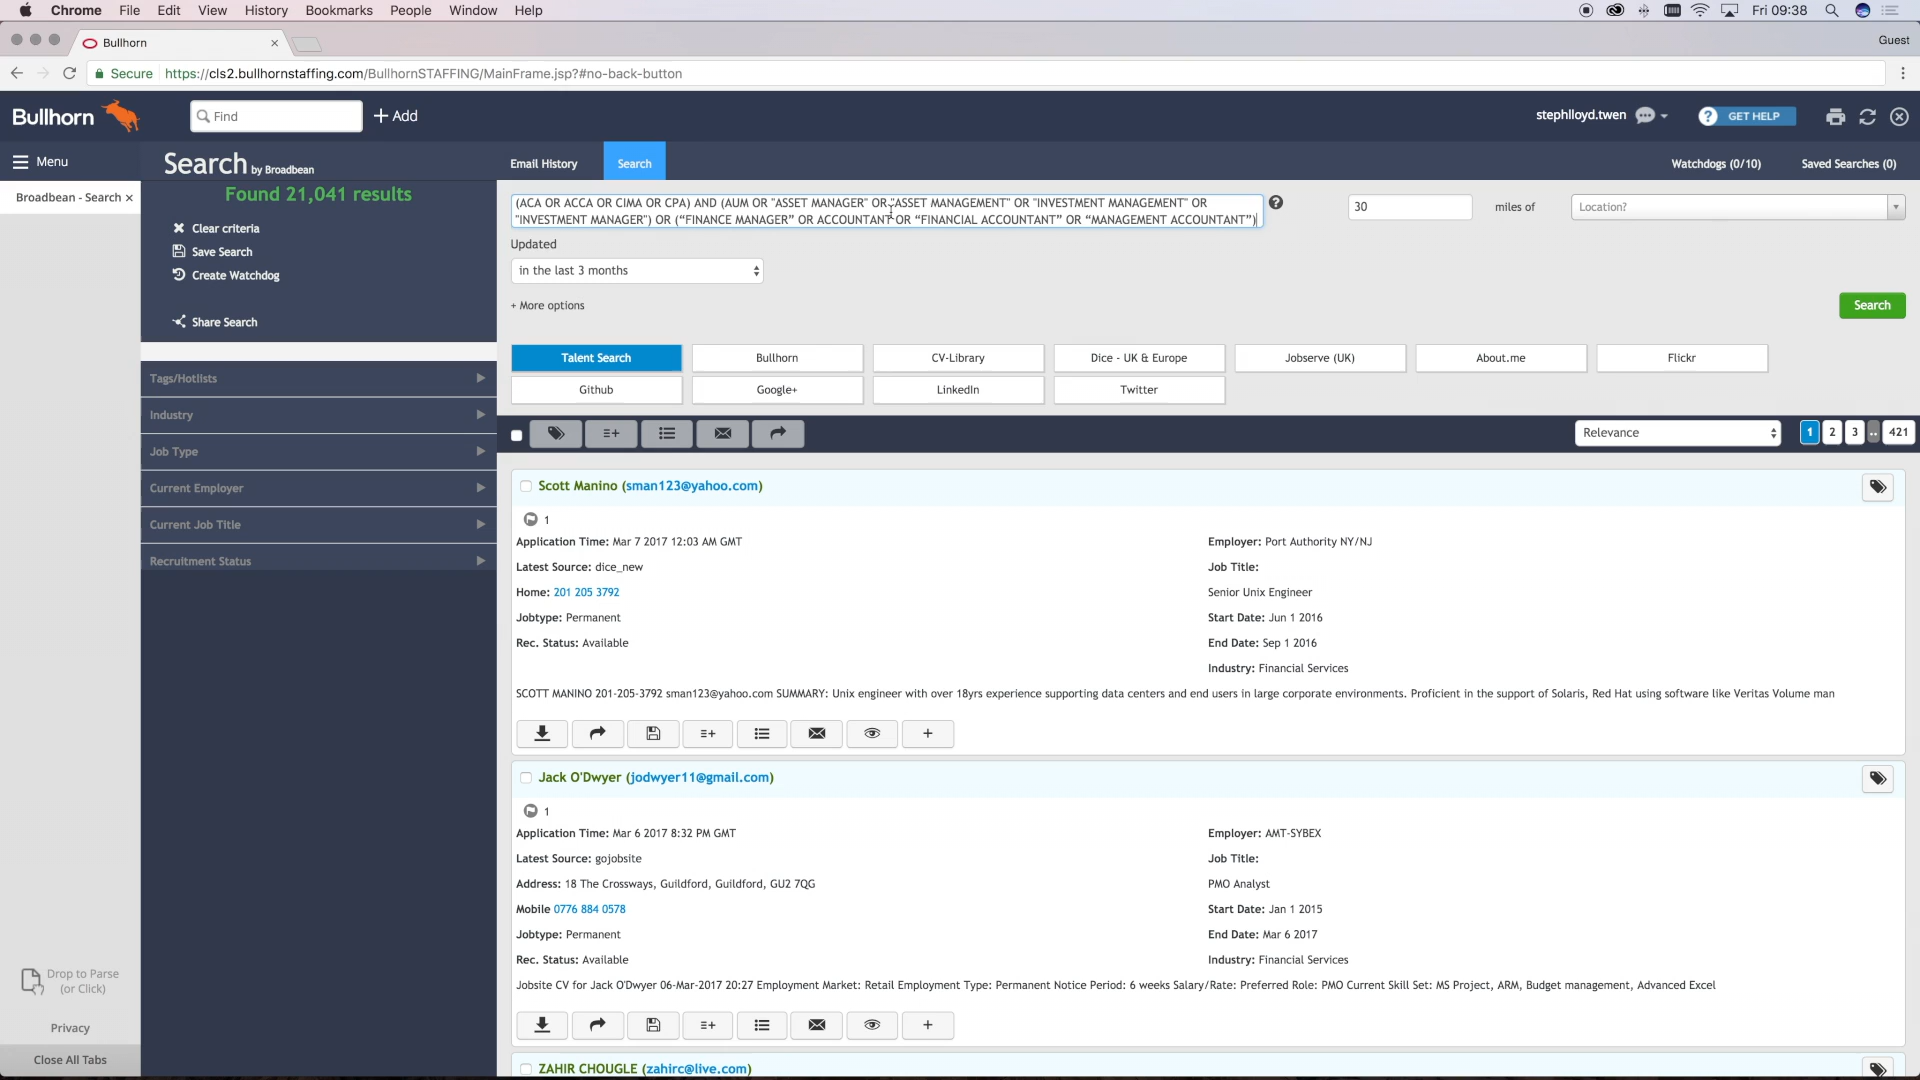 Chrome File Edit View History Bookmarks People Window Help Fri 09:38
Bullhorn Guest
Secure https://cls2.bullhornstaffing.com/BullhornSTAFFING/MainFrame.jsp?#no-back-button
Bullhorn Find + Add stephlloyd.twen ? GET HELP
Menu Search by Broadbean Email History Search Watchdogs (0/10) Saved Searches (0)
Broadbean - Search ×
Found 21,041 results
Clear criteria
Save Search
Create Watchdog
Share Search
(ACA OR ACCA OR CIMA OR CPA) AND (AUM OR "ASSET MANAGER" OR "ASSET MANAGEMENT" OR "INVESTMENT MANAGEMENT" OR
"INVESTMENT MANAGER") OR (“FINANCE MANAGER” OR ACCOUNTANT OR “FINANCIAL ACCOUNTANT” OR “MANAGEMENT ACCOUNTANT”)
? 30 miles of Location?
Updated
in the last 3 months
+ More options Search
Talent Search Bullhorn CV-Library Dice - UK & Europe Jobserve (UK) About.me Flickr
Github Google+ LinkedIn Twitter
Tags/Hotlists
Industry
Job Type
Current Employer
Current Job Title
Recruitment Status
Relevance 1 2 3 .. 421
Scott Manino (sman123@yahoo.com)
1
Application Time: Mar 7 2017 12:03 AM GMT Employer: Port Authority NY/NJ
Latest Source: dice_new Job Title:
Home: 201 205 3792 Senior Unix Engineer
Jobtype: Permanent Start Date: Jun 1 2016
Rec. Status: Available End Date: Sep 1 2016
Industry: Financial Services
SCOTT MANINO 201-205-3792 sman123@yahoo.com SUMMARY: Unix engineer with over 18yrs experience supporting data centers and end users in large corporate environments. Proficient in the support of Solaris, Red Hat using software like Veritas Volume man
Jack O'Dwyer (jodwyer11@gmail.com)
1
Application Time: Mar 6 2017 8:32 PM GMT Employer: AMT-SYBEX
Latest Source: gojobsite Job Title:
Address: 18 The Crossways, Guildford, Guildford, GU2 7QG PMO Analyst
Mobile 0776 884 0578 Start Date: Jan 1 2015
Jobtype: Permanent End Date: Mar 6 2017
Rec. Status: Available Industry: Financial Services
Jobsite CV for Jack O'Dwyer 06-Mar-2017 20:27 Employment Market: Retail Employment Type: Permanent Notice Period: 6 weeks Salary/Rate: Preferred Role: PMO Current Skill Set: MS Project, ARM, Budget management, Advanced Excel
ZAHIR CHOUGLE (zahirc@live.com)
Drop to Parse
(or Click)
Privacy
Close All Tabs